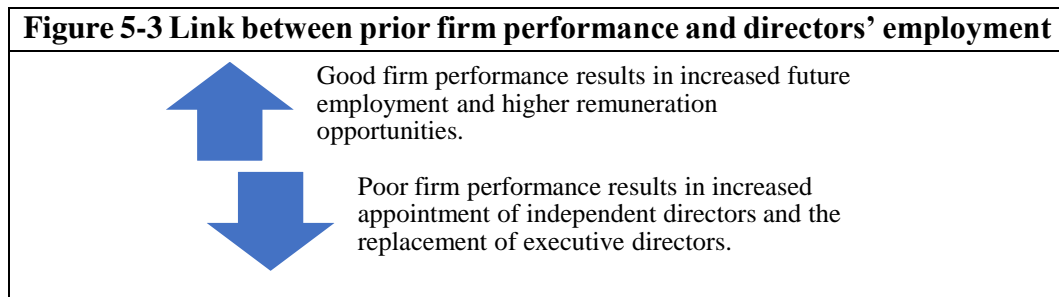 Figure 5-3 Link between prior firm performance and directors’ employment
Good firm performance results in increased future
employment and higher remuneration
opportunities.
Poor firm performance results in increased
appointment of independent directors and the
replacement of executive directors.